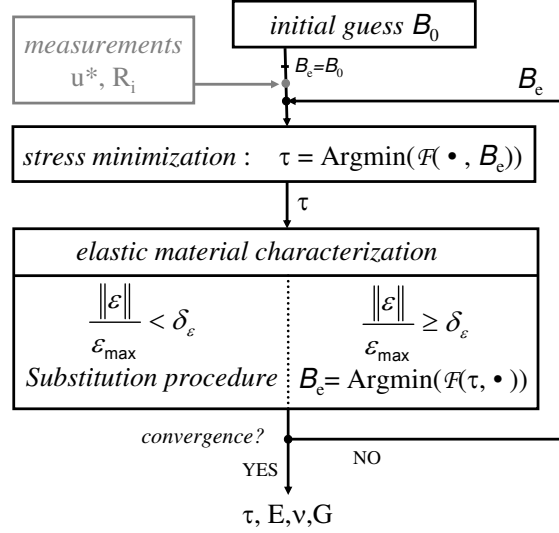 initial guess B₀
measurements
u*, Rᵢ
Bₑ=B₀
Bₑ
stress minimization : τ = Argmin(ℱ( • , Bₑ))
τ
elastic material characterization
‖ε‖/εmax < δε
‖ε‖/εmax ≥ δε
Substitution procedure
Bₑ= Argmin(ℱ(τ, • ))
convergence?
YES
NO
τ, E,ν,G